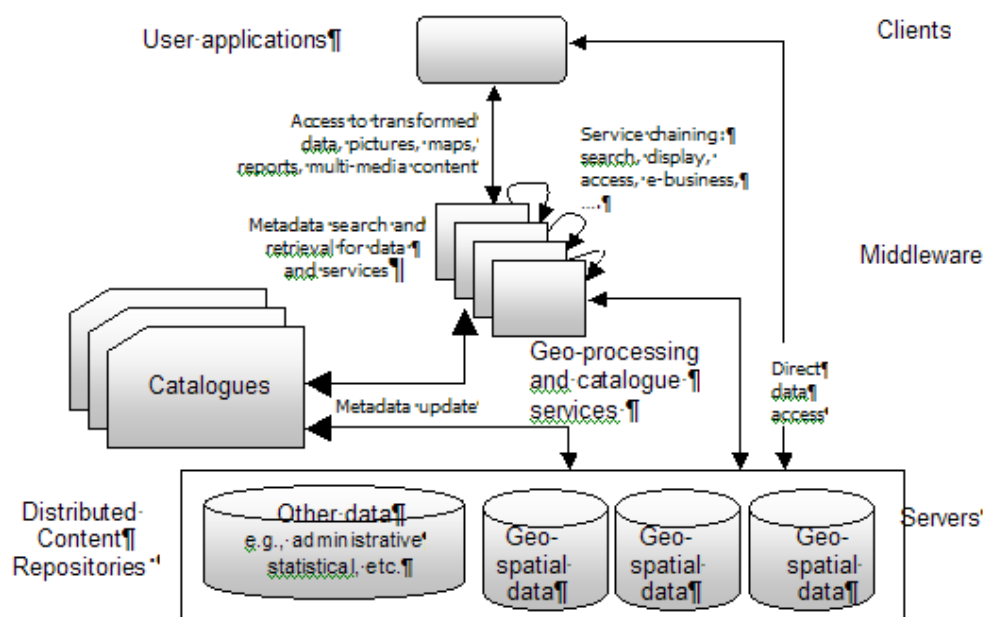 User applications¶
Clients
Access to transformed
data, pictures, maps,
reports, multi-media content
Service chaining:¶
search, display,
access, e-business,¶
....¶
Metadata search and
retrieval for data ¶
and services¶
Middleware
Catalogues
Geo-processing
and catalogue ¶
services ¶
Metadata update
Direct¶
data¶
access
Distributed
Content¶
Repositories
Other data¶
e.g., administrative
statistical, etc.¶
Geo-
spatial
data¶
Geo-
spatial
data¶
Geo-
spatial
data¶
Servers